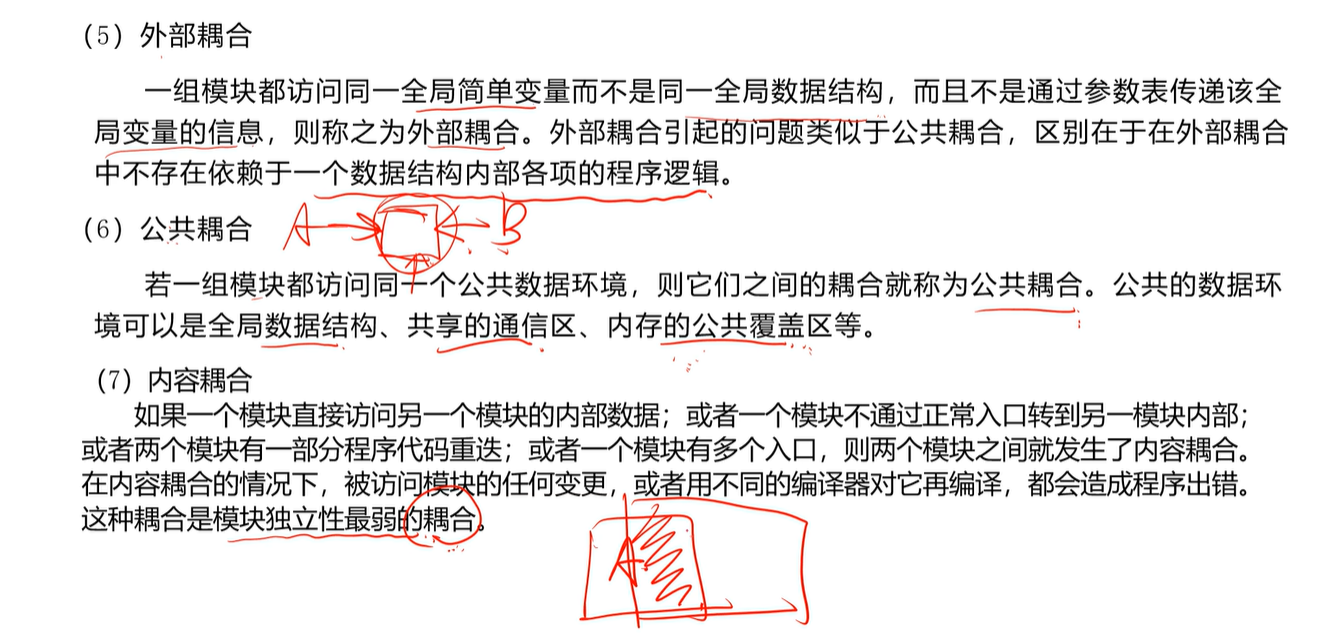 （5）外部耦合
一组模块都访问同一全局简单变量而不是同一全局数据结构，而且不是通过参数表传递该全
局变量的信息，则称之为外部耦合。外部耦合引起的问题类似于公共耦合，区别在于在外部耦合
中不存在依赖于一个数据结构内部各项的程序逻辑。
（6）公共耦合
A B
若一组模块都访问同一个公共数据环境，则它们之间的耦合就称为公共耦合。公共的数据环
境可以是全局数据结构、共享的通信区、内存的公共覆盖区等。
（7）内容耦合
如果一个模块直接访问另一个模块的内部数据；或者一个模块不通过正常入口转到另一模块内部；
或者两个模块有一部分程序代码重迭；或者一个模块有多个入口，则两个模块之间就发生了内容耦合。
在内容耦合的情况下，被访问模块的任何变更，或者用不同的编译器对它再编译，都会造成程序出错。
这种耦合是模块独立性最弱的耦合。
A